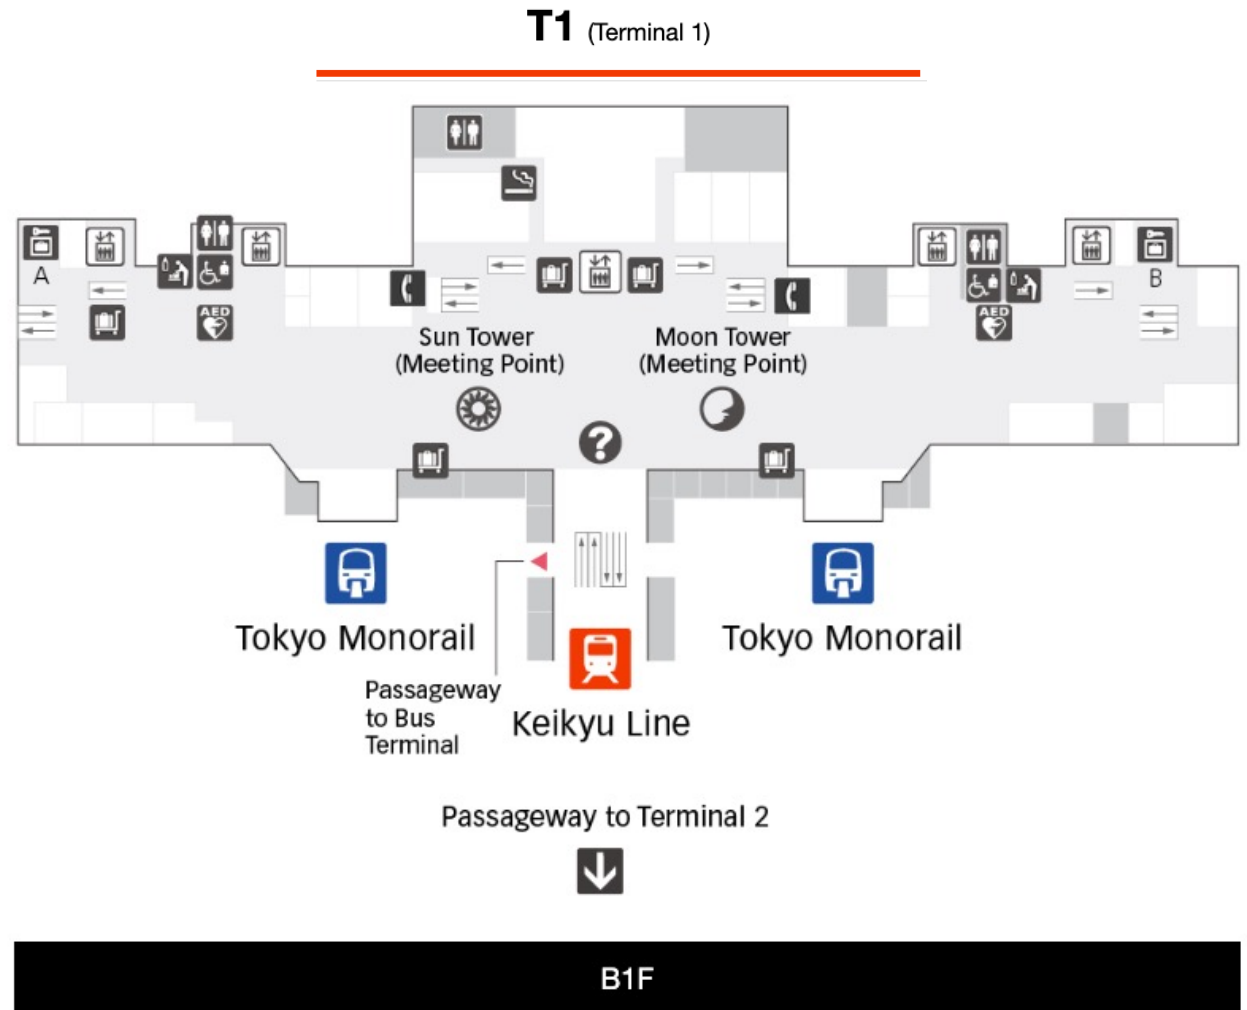 T1 (Terminal 1)
A
B
AED
AED
Sun Tower
(Meeting Point)
Moon Tower
(Meeting Point)
?
Tokyo Monorail
Tokyo Monorail
Passageway
to Bus
Terminal
Keikyu Line
Passageway to Terminal 2
B1F